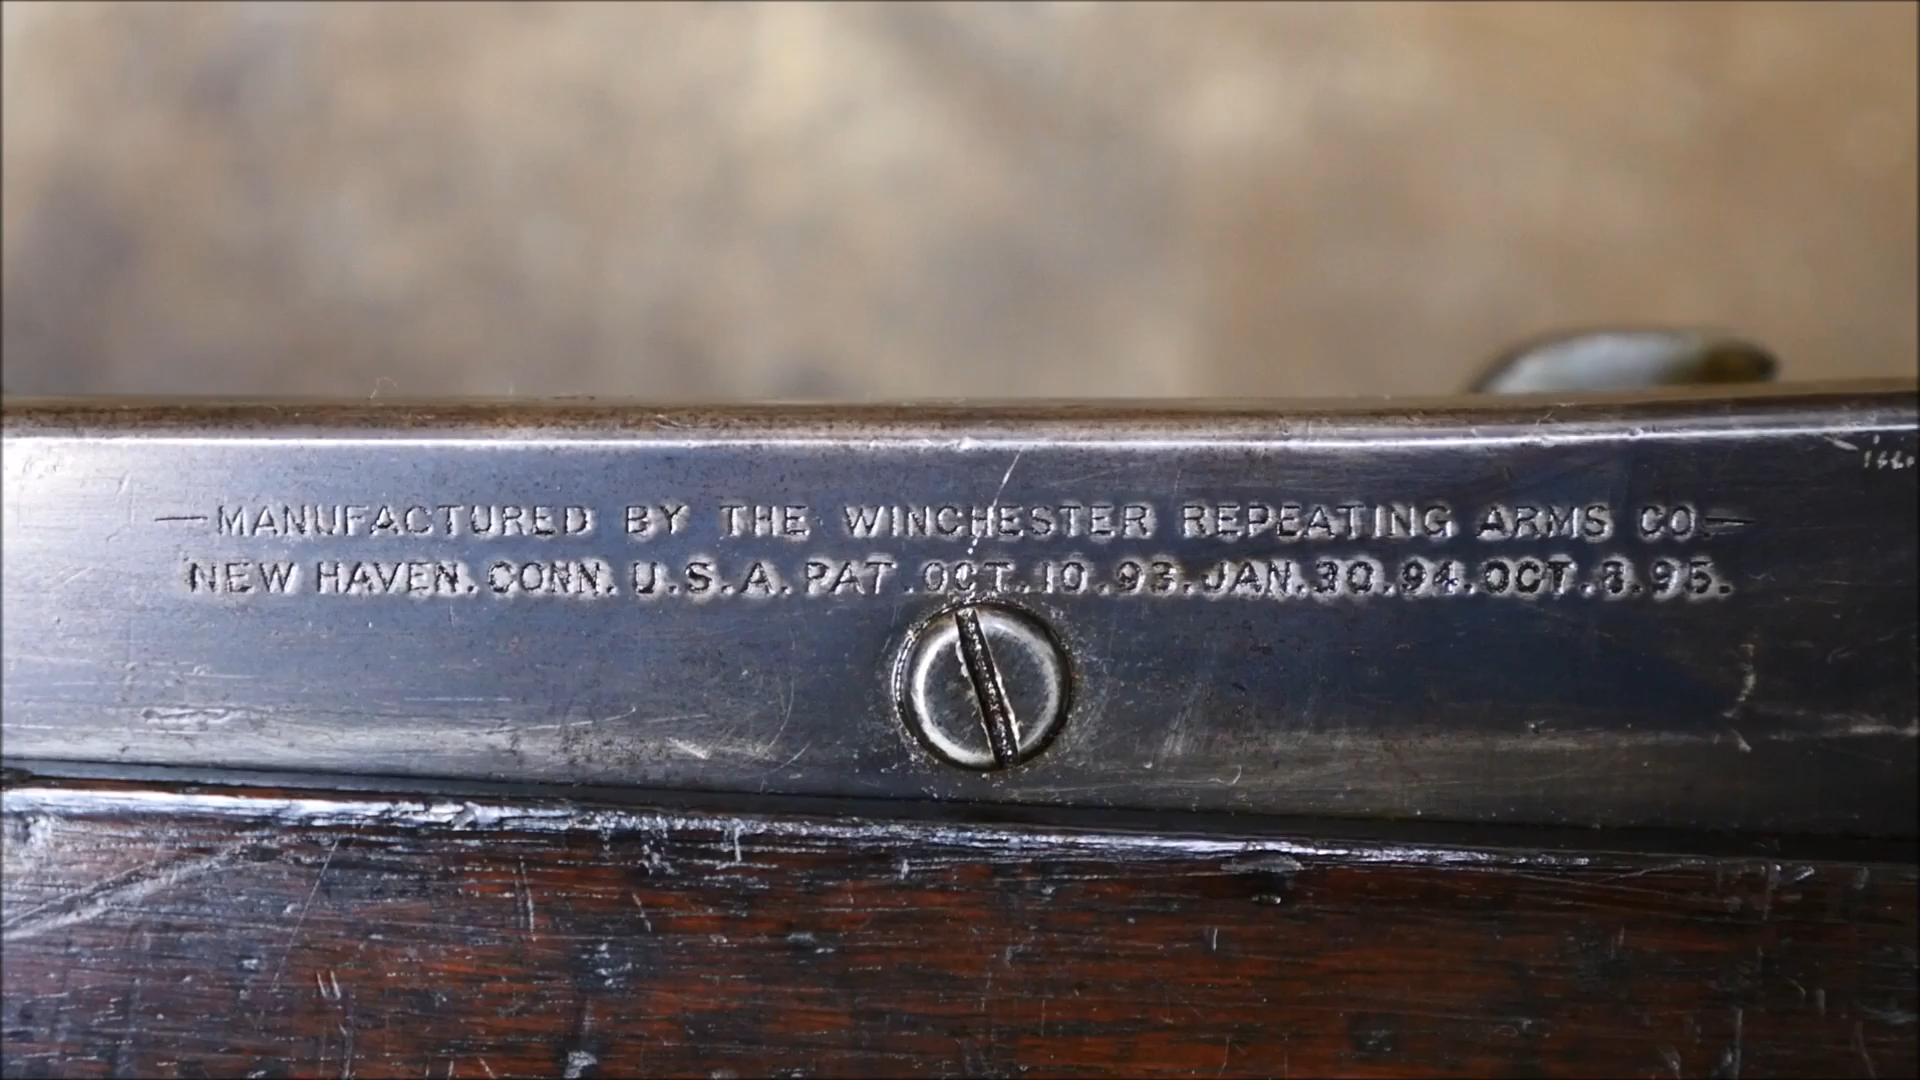 —MANUFACTURED BY THE WINCHESTER REPEATING ARMS CO.—
NEW HAVEN.CONN. U.S.A. PAT.OCT.10.93.JAN.30.94.OCT.8.95.